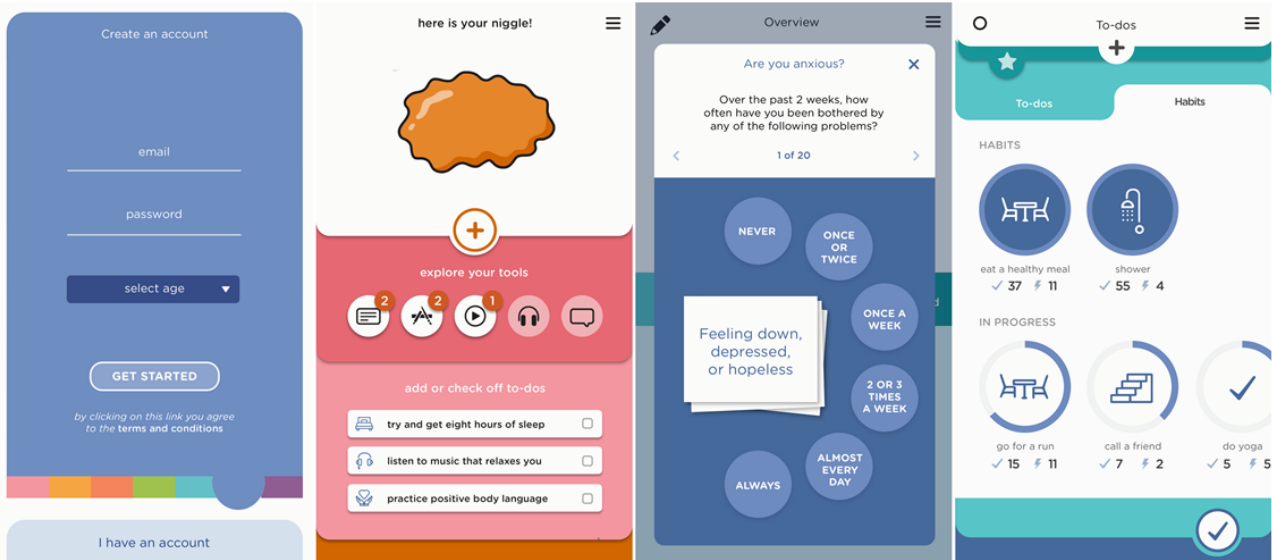 Create an account
email
password
select age
GET STARTED
by clicking on this link you agree
to the terms and conditions
I have an account
here is your niggle!
explore your tools
2
2
1
add or check off to-dos
try and get eight hours of sleep
listen to music that relaxes you
practice positive body language
Overview
Are you anxious?
Over the past 2 weeks, how
often have you been bothered by
any of the following problems?
1 of 20
NEVER
ONCE
OR
TWICE
ONCE A
WEEK
2 OR 3
TIMES
A WEEK
ALMOST
EVERY
DAY
ALWAYS
Feeling down,
depressed,
or hopeless
d
To-dos
To-dos
Habits
HABITS
eat a healthy meal
37 11
shower
55 4
IN PROGRESS
go for a run
15 11
call a friend
7 2
do yoga
5 5